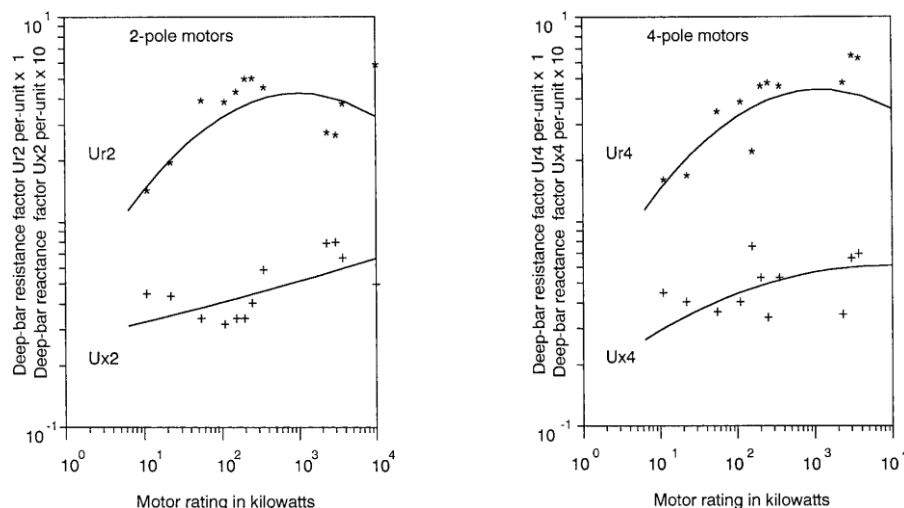 Deep-bar resistance factor Ur2 per-unit x 1
Deep-bar reactance factor Ux2 per-unit x 10
10^1
2-pole motors
Ur2
Ux2
10^-1
10^0 10^1 10^2 10^3 10^4
Motor rating in kilowatts
Deep-bar resistance factor Ur4 per-unit x 1
Deep-bar reactance factor Ux4 per-unit x 10
10^1
4-pole motors
Ur4
Ux4
10^-1
10^0 10^1 10^2 10^3 10^4
Motor rating in kilowatts